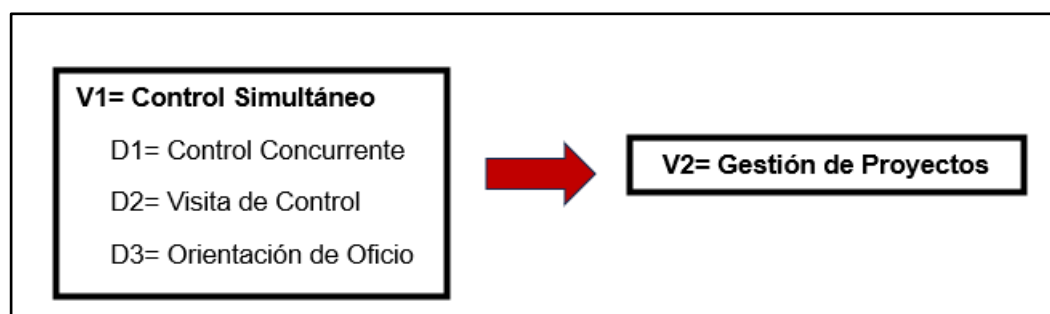 V1= Control Simultáneo
D1= Control Concurrente
D2= Visita de Control
D3= Orientación de Oficio
V2= Gestión de Proyectos